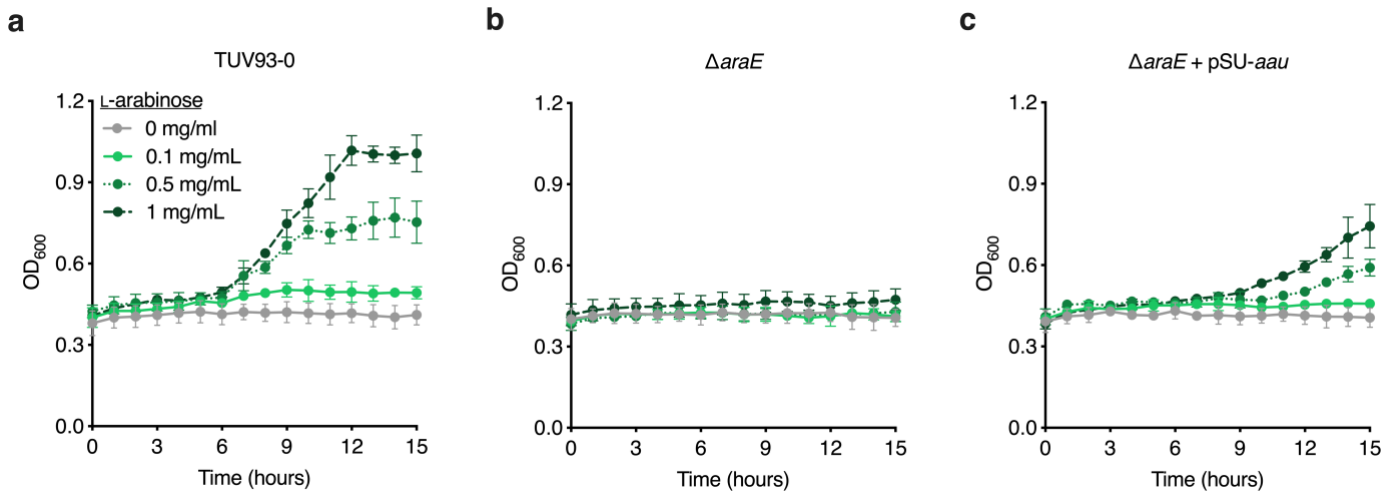 a
TUV93-0
L-arabinose
0 mg/ml
0.1 mg/mL
0.5 mg/mL
1 mg/mL
1.2
0.9
0.6
0.3
0.0
OD600
0 3 6 9 12 15
Time (hours)
b
ΔaraE
1.2
0.9
0.6
0.3
0.0
OD600
0 3 6 9 12 15
Time (hours)
c
ΔaraE + pSU-aau
1.2
0.9
0.6
0.3
0.0
OD600
0 3 6 9 12 15
Time (hours)